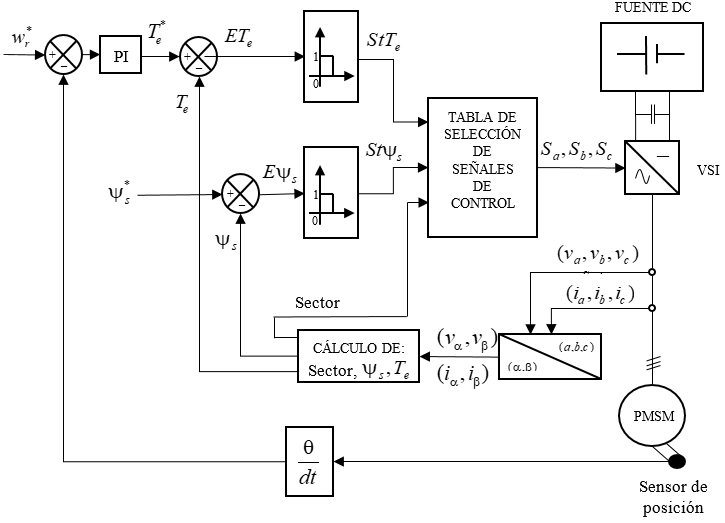 FUENTE DC
w_r^*
+
−
PI
T_e^*
+
−
ET_e
1
0
StT_e
T_e
TABLA DE
SELECCIÓN
DE
SEÑALES
DE
CONTROL
S_a, S_b, S_c
VSI
ψ_s^*
+
−
Eψ_s
1
0
Stψ_s
ψ_s
(v_a, v_b, v_c)
(i_a, i_b, i_c)
Sector
CÁLCULO DE:
Sector, ψ_s, T_e
(v_α, v_β)
(i_α, i_β)
(a,b,c)
(α,β)
PMSM
θ
dt
Sensor de
posición